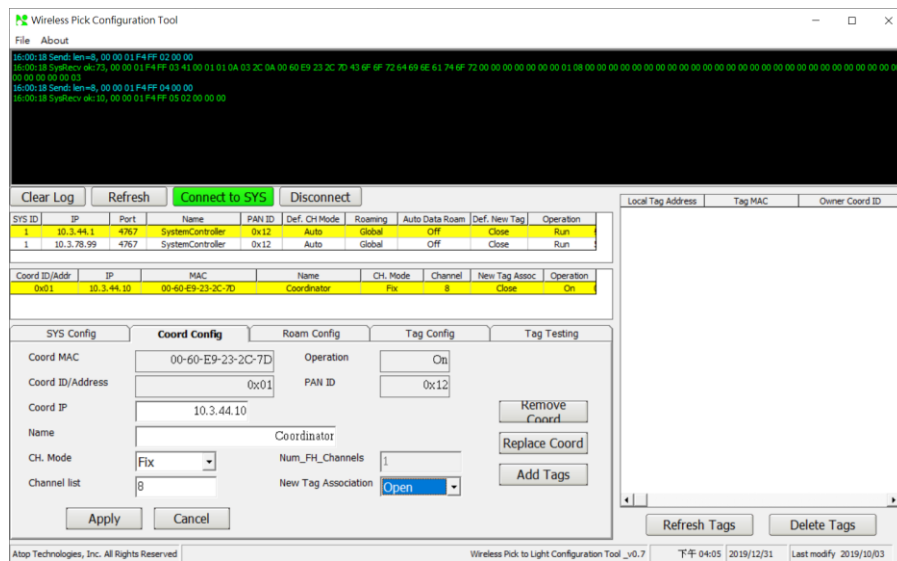 Wireless Pick Configuration Tool
File About
16:00:18 Send: len=8, 00 00 01 F4 FF 02 00 00
16:00:18 SysRecv ok:73, 00 00 01 F4 FF 03 41 00 01 01 0A 03 2C 0A 00 60 E9 23 2C 7D 43 6F 6F 72 64 69 6E 61 74 6F 72 00 00 00 00 00 00 00 01 08 00 00 00 00 00 00 00 00 00 00 00 00 00 00 00 00 00 00 00 00 00 00 00
00 00 00 00 00 03
16:00:18 Send: len=8, 00 00 01 F4 FF 04 00 00
16:00:18 SysRecv ok:10, 00 00 01 F4 FF 05 02 00 00 00
Clear Log Refresh Connect to SYS Disconnect
Local Tag Address Tag MAC Owner Coord ID
SYS ID IP Port Name PAN ID Def. CH Mode Roaming Auto Data Roam Def. New Tag Operation
1 10.3.44.1 4767 SystemController 0x12 Auto Global Off Close Run
1 10.3.78.99 4767 SystemController 0x12 Auto Global Off Close Run
Coord ID/Addr IP MAC Name CH. Mode Channel New Tag Assoc Operation
0x01 10.3.44.10 00-60-E9-23-2C-7D Coordinator Fix 8 Close On
SYS Config Coord Config Roam Config Tag Config Tag Testing
Coord MAC 00-60-E9-23-2C-7D Operation On
Coord ID/Address 0x01 PAN ID 0x12
Coord IP 10.3.44.10 Remove Coord
Name Coordinator Replace Coord
CH. Mode Fix Num_FH_Channels 1 Add Tags
Channel list 8 New Tag Association Open
Apply Cancel
Refresh Tags Delete Tags
Atop Technologies, Inc. All Rights Reserved Wireless Pick to Light Configuration Tool _v0.7 下午 04:05 2019/12/31 Last modify 2019/10/03